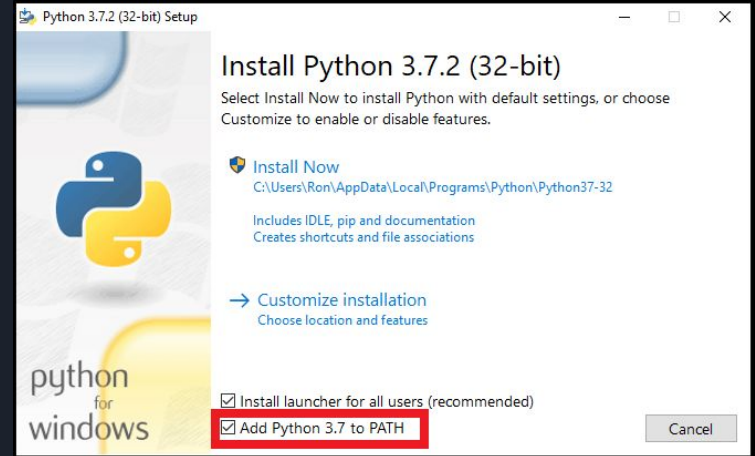 Python 3.7.2 (32-bit) Setup
Install Python 3.7.2 (32-bit)
Select Install Now to install Python with default settings, or choose
Customize to enable or disable features.
Install Now
C:\Users\Ron\AppData\Local\Programs\Python\Python37-32
Includes IDLE, pip and documentation
Creates shortcuts and file associations
Customize installation
Choose location and features
python
for
windows
Install launcher for all users (recommended)
Add Python 3.7 to PATH
Cancel